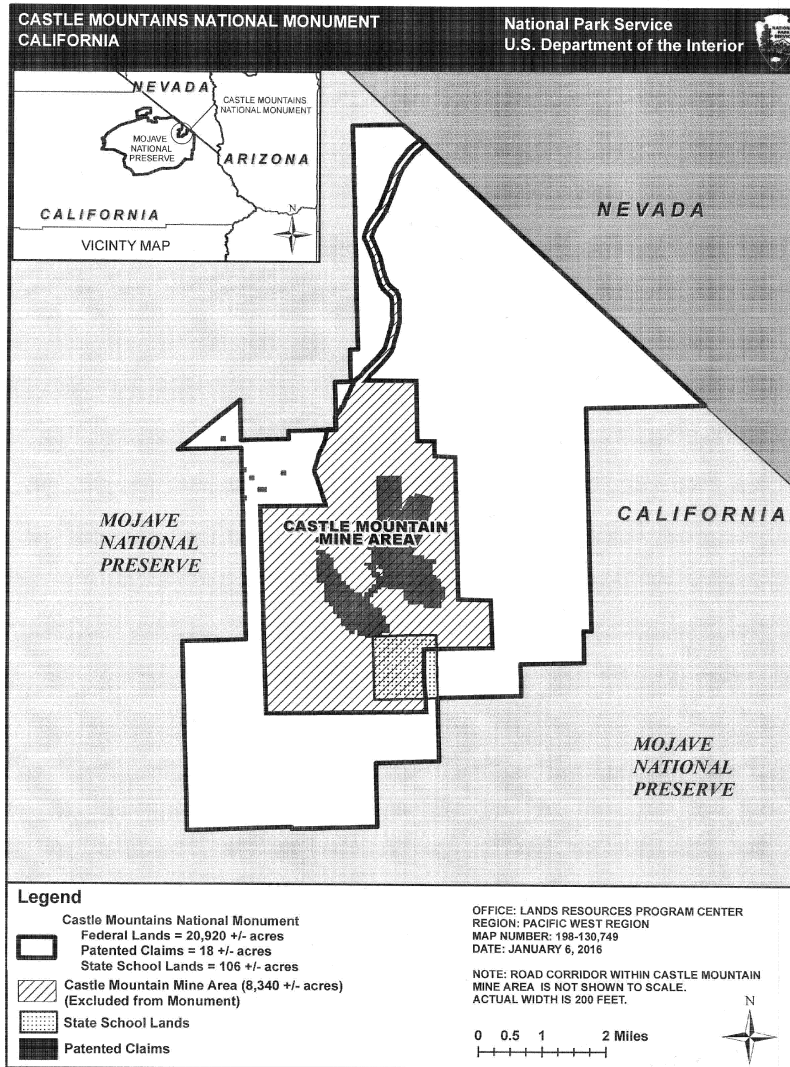 CASTLE MOUNTAINS NATIONAL MONUMENT
CALIFORNIA
National Park Service
U.S. Department of the Interior
NATIONAL
PARK
SERVICE
NEVADA
CASTLE MOUNTAINS
NATIONAL MONUMENT
MOJAVE
NATIONAL
PRESERVE
ARIZONA
CALIFORNIA
N
VICINTY MAP
NEVADA
CALIFORNIA
MOJAVE
NATIONAL
PRESERVE
CASTLE MOUNTAIN
MINE AREA
MOJAVE
NATIONAL
PRESERVE
Legend
Castle Mountains National Monument
Federal Lands = 20,920 +/- acres
Patented Claims = 18 +/- acres
State School Lands = 106 +/- acres
Castle Mountain Mine Area (8,340 +/- acres)
(Excluded from Monument)
State School Lands
Patented Claims
OFFICE: LANDS RESOURCES PROGRAM CENTER
REGION: PACIFIC WEST REGION
MAP NUMBER: 198-130,749
DATE: JANUARY 6, 2016
NOTE: ROAD CORRIDOR WITHIN CASTLE MOUNTAIN
MINE AREA IS NOT SHOWN TO SCALE.
ACTUAL WIDTH IS 200 FEET.
N
0 0.5 1 2 Miles